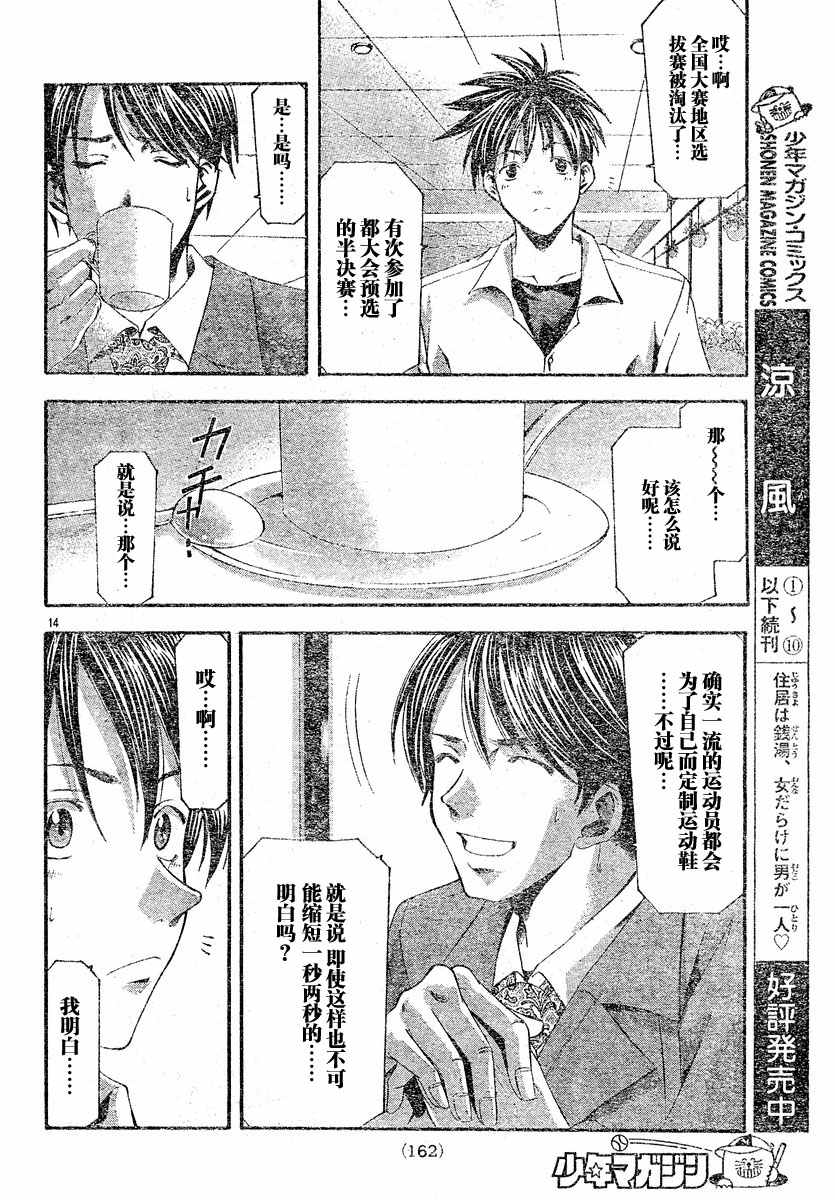 哎…啊
全国大赛地区选
拔赛被淘汰了…
有次参加了
都大会预选
的半决赛…
是…是吗……
那～～～个…
该怎么说
好呢……
カチャ…
就是说…那个…
14
确实一流的运动员都会
为了自己而定制运动鞋
……不过呢…
就是说 即使这样也不可
能缩短一秒两秒的……
明白吗？
哎…啊……
我明白……
(162)
少年マガジン・コミックス
SHONEN MAGAZINE COMICS
涼風
①～⑩
以下続刊
住居は銭湯、女だらけに男が一人♡
好評発売中
少年マガジン